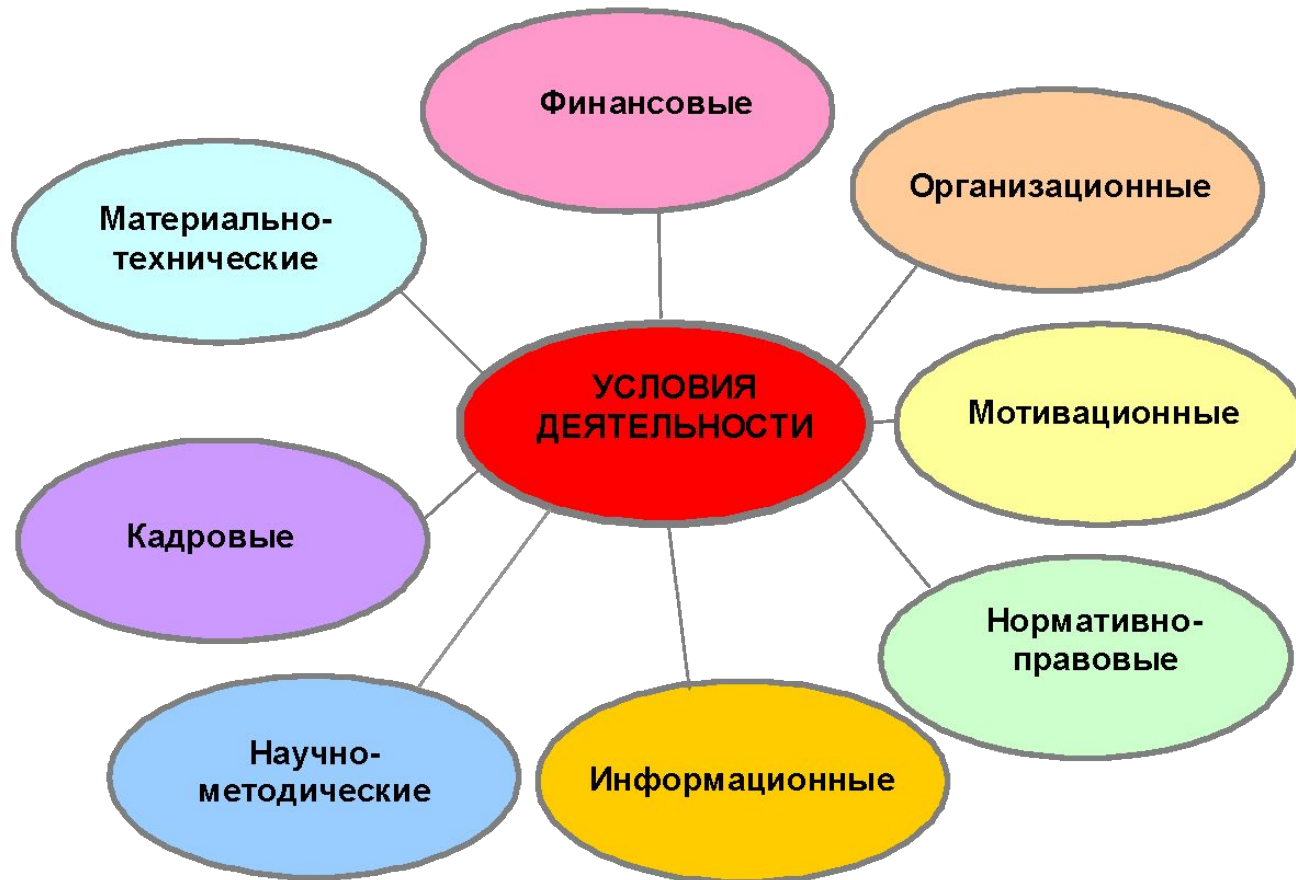 Финансовые
Организационные
Материально-
технические
УСЛОВИЯ
ДЕЯТЕЛЬНОСТИ
Мотивационные
Кадровые
Нормативно-
правовые
Научно-
методические
Информационные